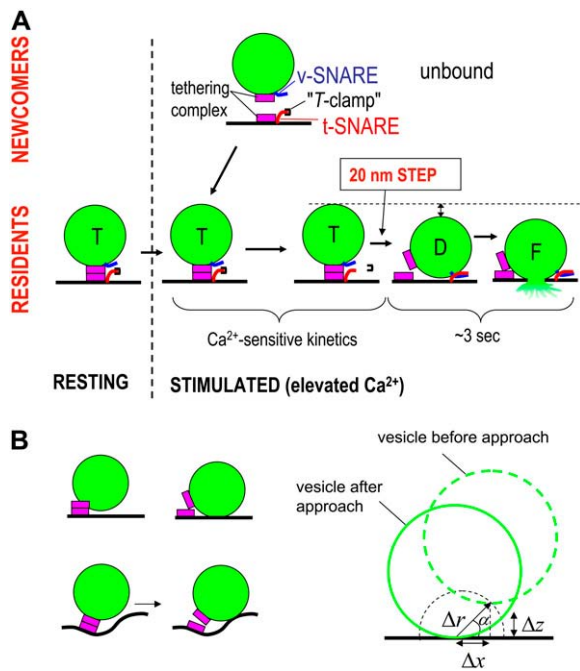 A
NEWCOMERS
v-SNARE
unbound
tethering
complex
"T-clamp"
t-SNARE
20 nm STEP
RESIDENTS
T
T
T
D
F
Ca²⁺-sensitive kinetics
~3 sec
RESTING
STIMULATED (elevated Ca²⁺)
B
vesicle before approach
vesicle after
approach
Δr
α
Δz
Δx